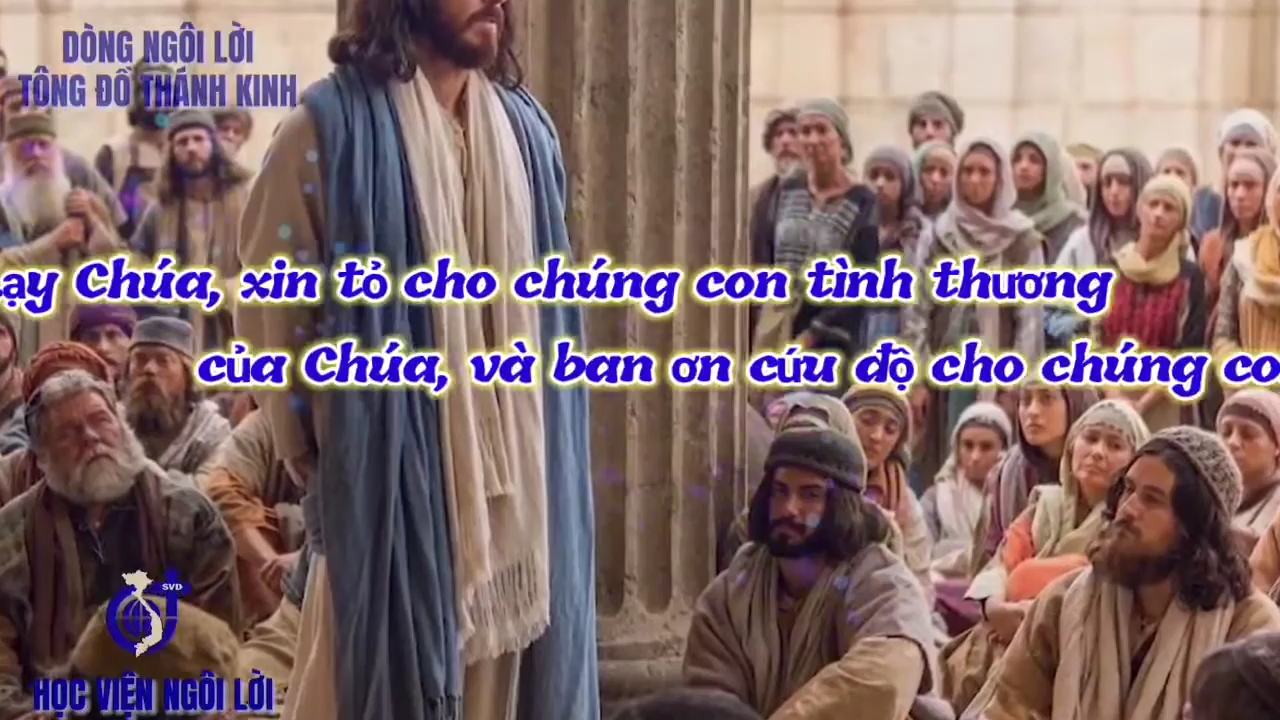 DÒNG NGÔI LỜI
TÔNG ĐỒ THÁNH KINH
ạy Chúa, xin tỏ cho chúng con tình thương
của Chúa, và ban ơn cứu độ cho chúng co
SVD
HỌC VIỆN NGÔI LỜI